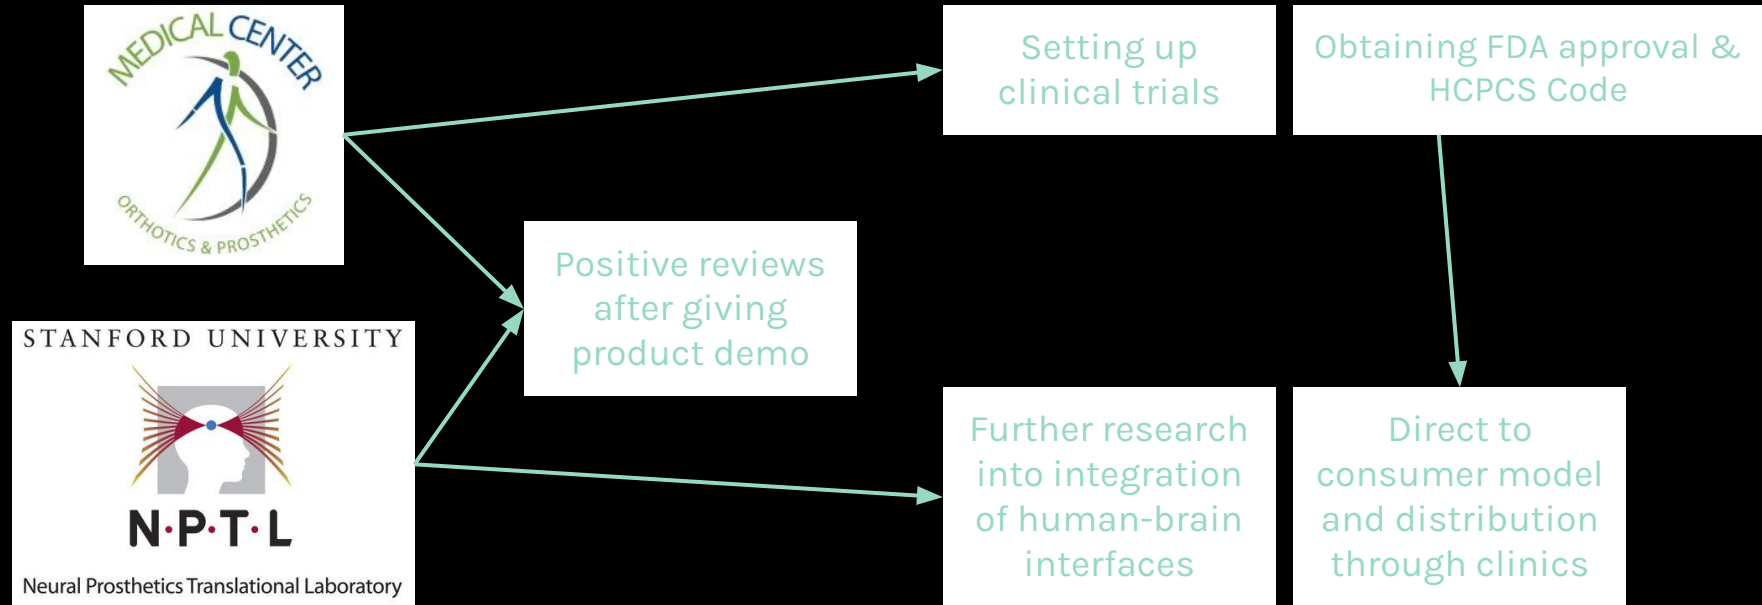 MEDICAL CENTER
ORTHOTICS & PROSTHETICS
STANFORD UNIVERSITY
N·P·T·L
Neural Prosthetics Translational Laboratory
Positive reviews
after giving
product demo
Setting up
clinical trials
Obtaining FDA approval &
HCPCS Code
Further research
into integration
of human-brain
interfaces
Direct to
consumer model
and distribution
through clinics